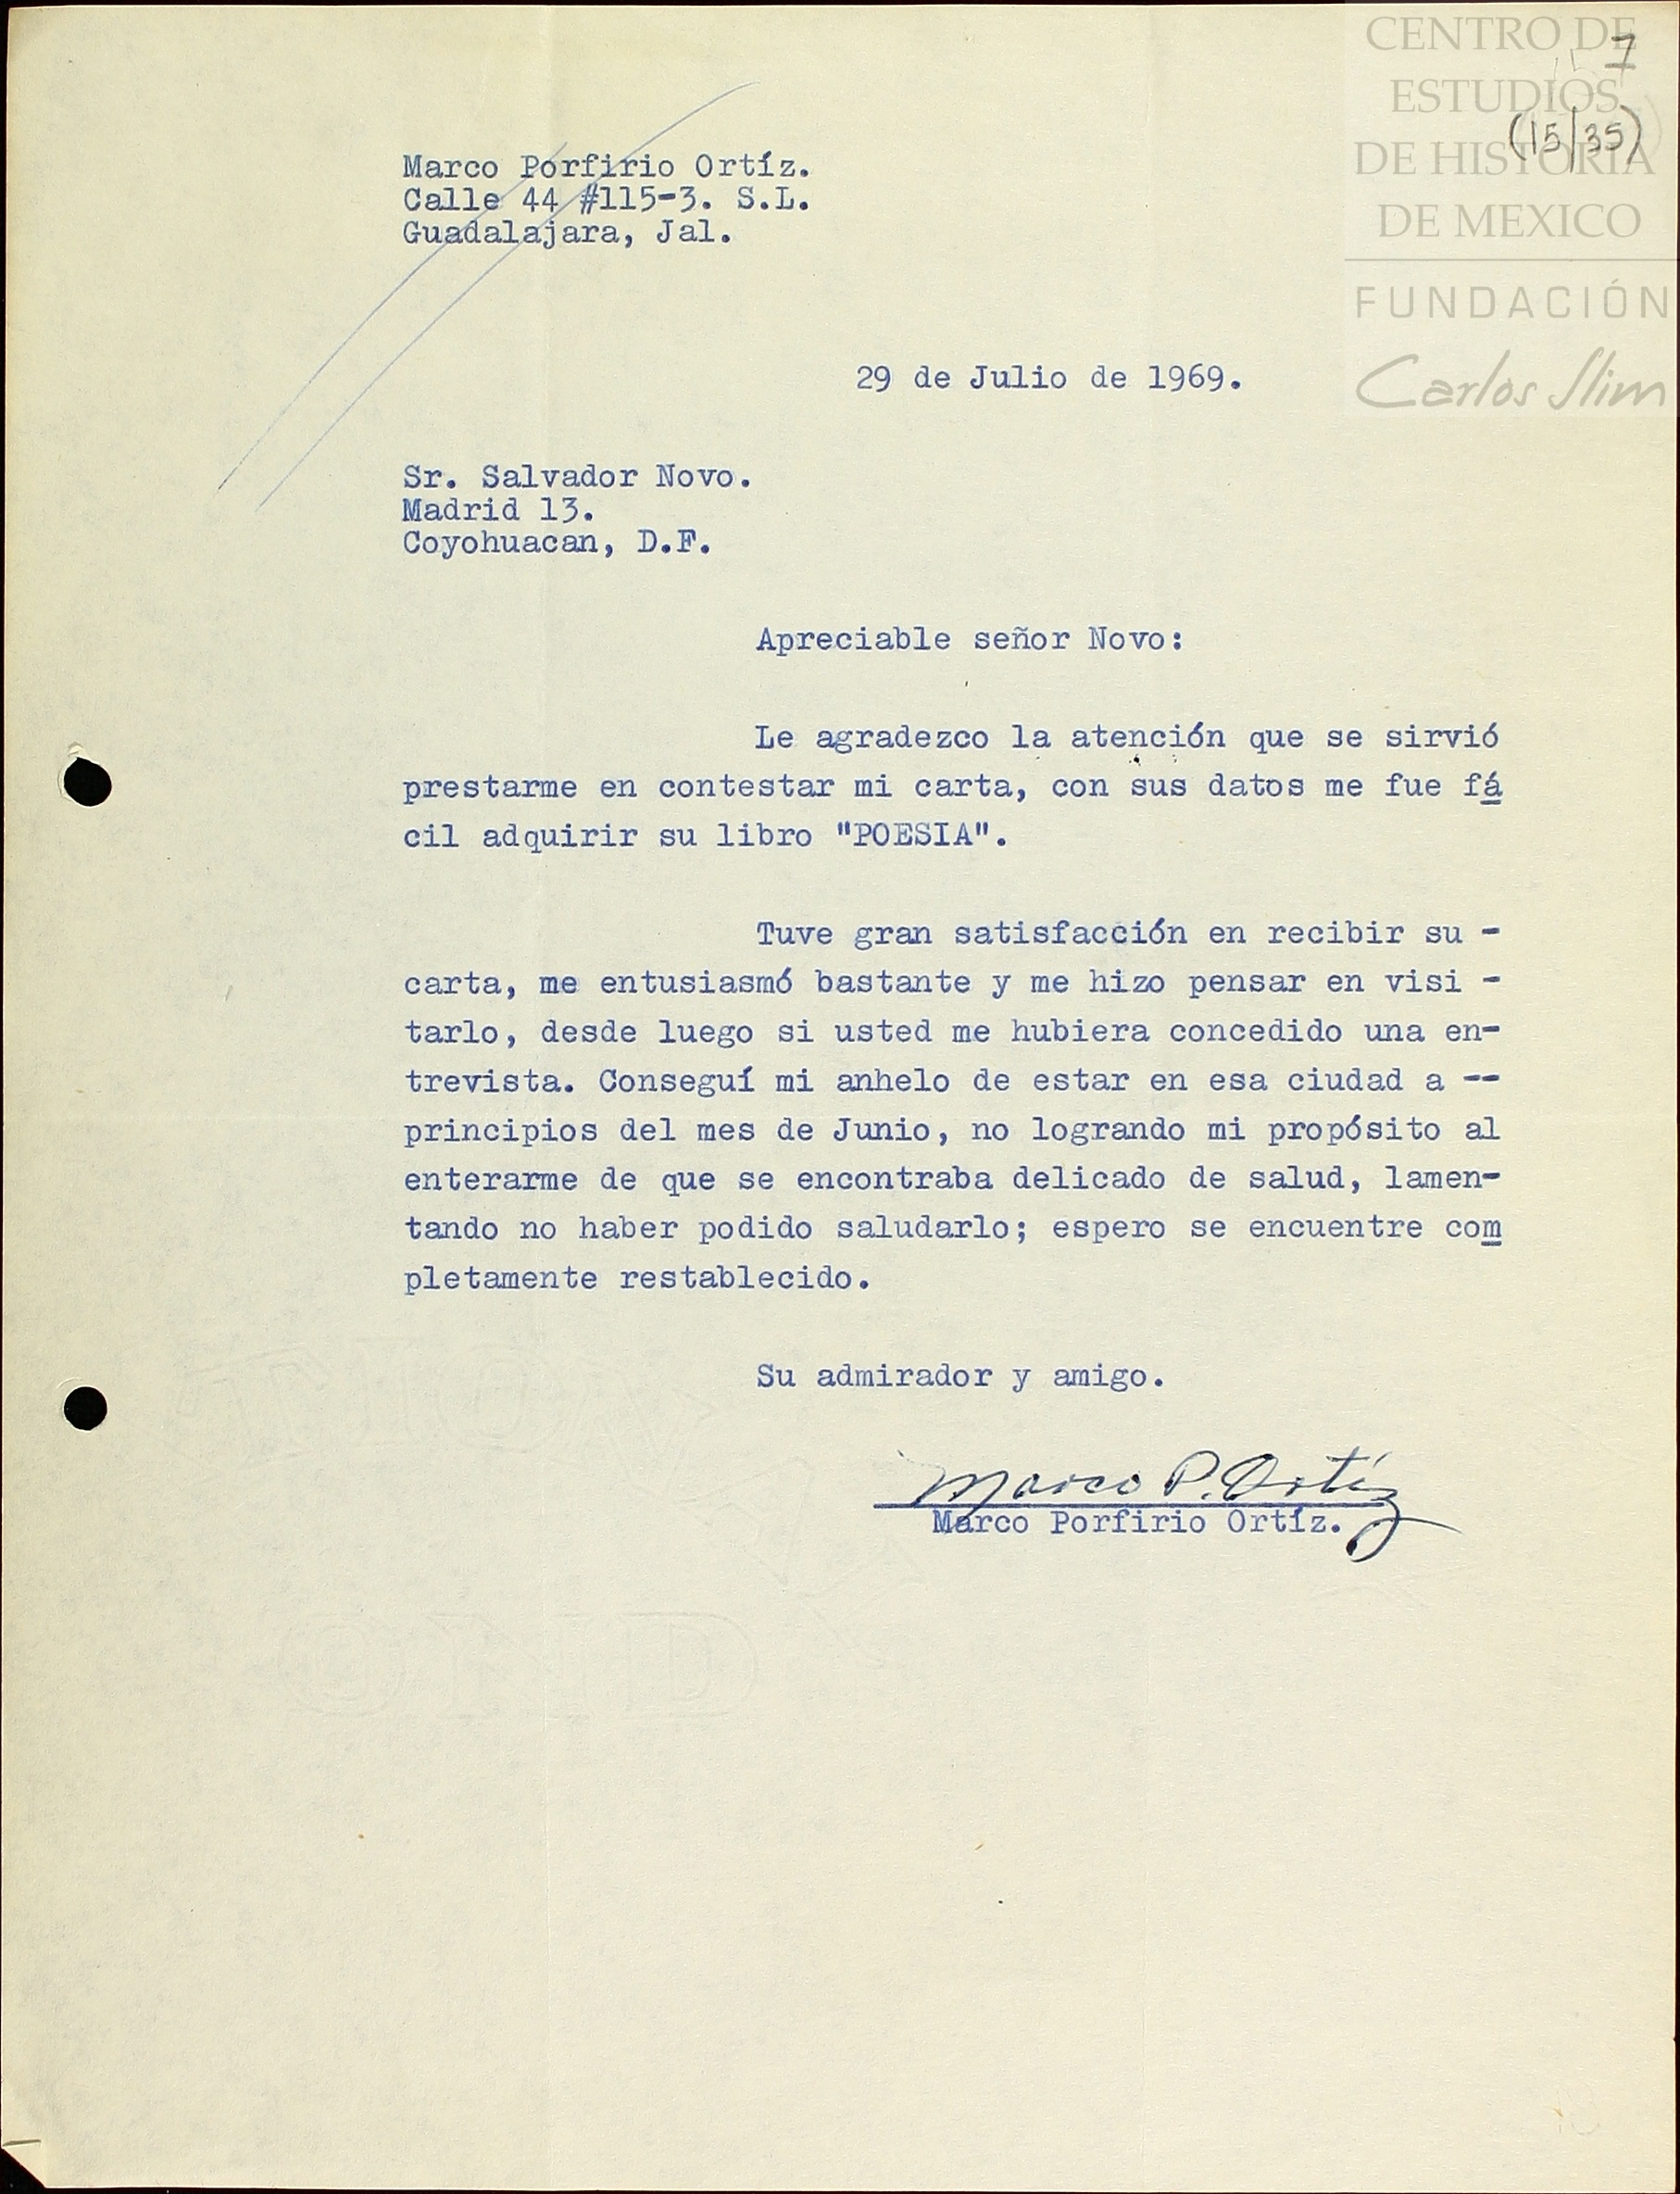 CENTRO DE
ESTUDIOS
DE HISTORIA
DE MEXICO
FUNDACIÓN
Carlos Slim
7
(15/35)
Marco Porfirio Ortíz.
Calle 44 #115-3. S.L.
Guadalajara, Jal.
29 de Julio de 1969.
Sr. Salvador Novo.
Madrid 13.
Coyohuacan, D.F.
Apreciable señor Novo:
Le agradezco la atención que se sirvió
prestarme en contestar mi carta, con sus datos me fue fá
cil adquirir su libro "POESIA".
Tuve gran satisfacción en recibir su -
carta, me entusiasmó bastante y me hizo pensar en visi -
tarlo, desde luego si usted me hubiera concedido una en-
trevista. Conseguí mi anhelo de estar en esa ciudad a --
principios del mes de Junio, no logrando mi propósito al
enterarme de que se encontraba delicado de salud, lamen-
tando no haber podido saludarlo; espero se encuentre com
pletamente restablecido.
Su admirador y amigo.
Marco P. Ortíz
Marco Porfirio Ortíz.